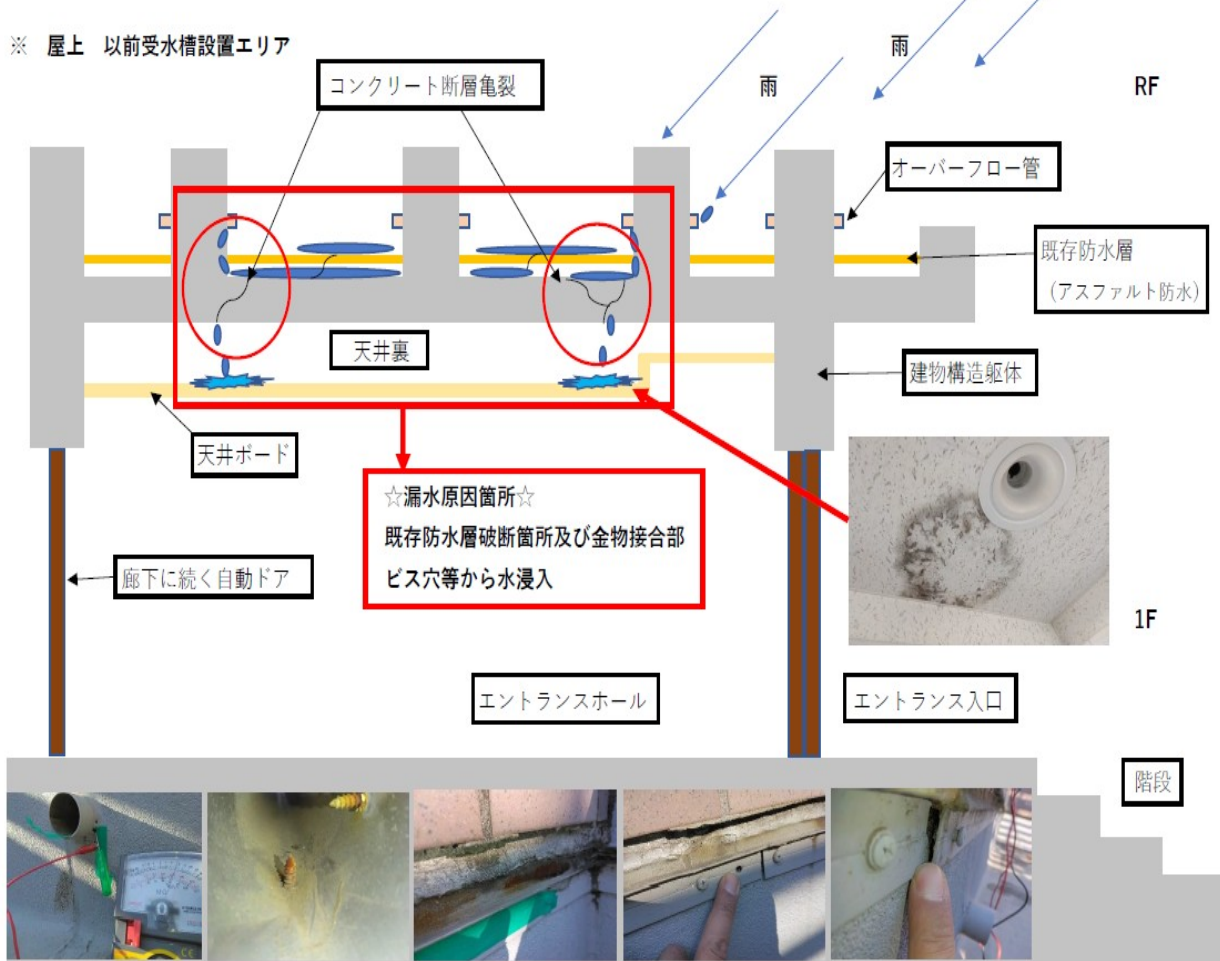 ※ 屋上 以前受水槽設置エリア
コンクリート断層亀裂
雨
雨
RF
オーバーフロー管
既存防水層
(アスファルト防水)
天井裏
建物構造躯体
天井ボード
☆漏水原因箇所☆
既存防水層破断箇所及び金物接合部
ビス穴等から水浸入
廊下に続く自動ドア
1F
エントランスホール
エントランス入口
階段